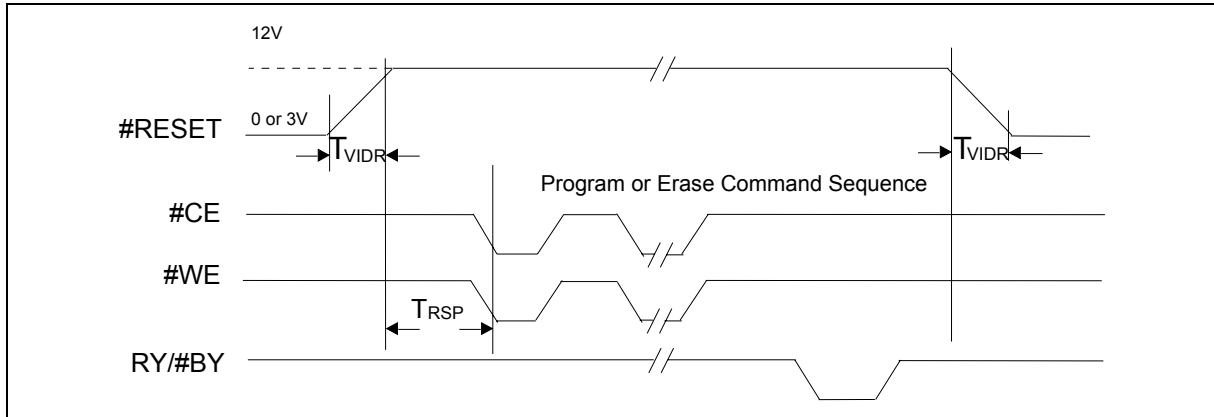 12V
0 or 3V
#RESET
TVIDR
TVIDR
Program or Erase Command Sequence
#CE
#WE
TRSP
RY/#BY